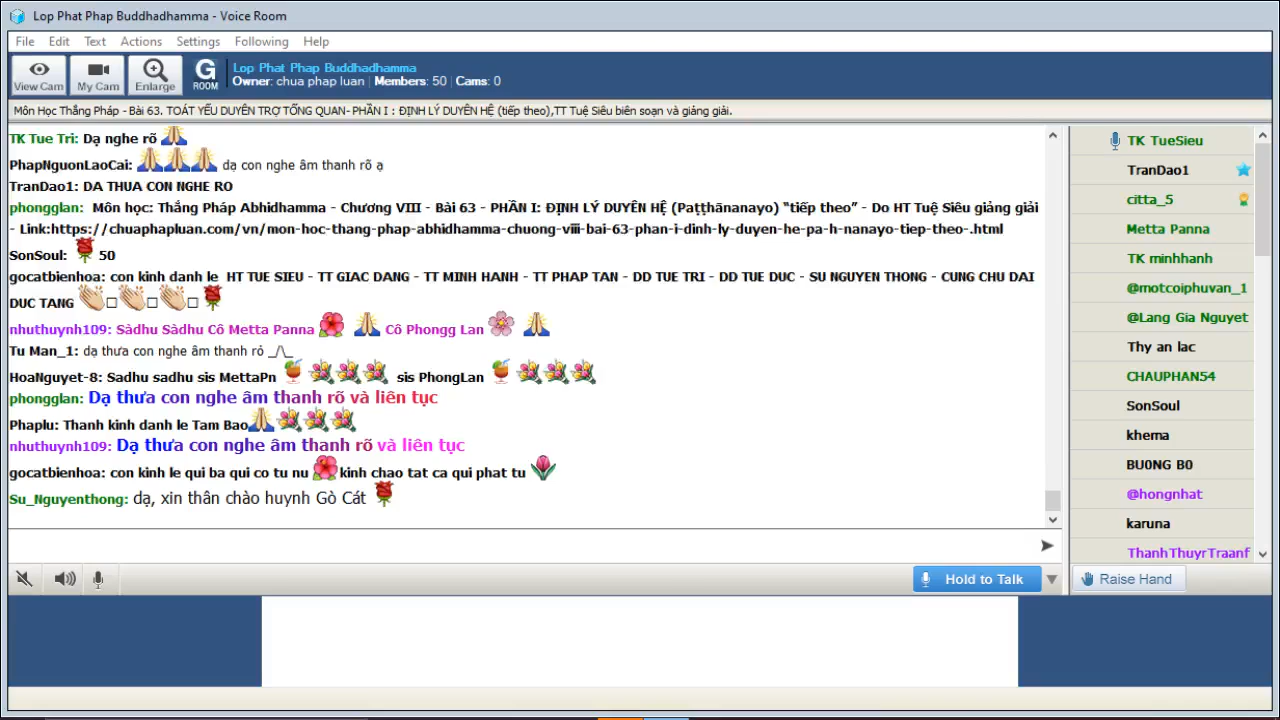 Lop Phat Phap Buddhadhamma - Voice Room
File Edit Text Actions Settings Following Help
View Cam My Cam Enlarge G ROOM
Lop Phat Phap Buddhadhamma
Owner: chua phap luan | Members: 50 | Cams: 0
Môn Học Thắng Pháp - Bài 63. TOÁT YẾU DUYÊN TRỢ TỔNG QUAN- PHẦN I : ĐỊNH LÝ DUYÊN HỆ (tiếp theo),TT Tuệ Siêu biên soạn và giảng giải.
TK Tue Tri: Dạ nghe rõ
PhapNguonLaoCai: dạ con nghe âm thanh rõ ạ
TranDao1: DA THUA CON NGHE RO
phongglan: Môn học: Thắng Pháp Abhidhamma - Chương VIII - Bài 63 - PHẦN I: ĐỊNH LÝ DUYÊN HỆ (Paṭṭhānanayo) “tiếp theo” - Do HT Tuệ Siêu giảng giải
- Link:https://chuaphapluan.com/vn/mon-hoc-thang-phap-abhidhamma-chuong-viii-bai-63-phan-i-dinh-ly-duyen-he-pa-h-nanayo-tiep-theo-.html
SonSoul: 50
gocatbienhoa: con kinh danh le HT TUE SIEU - TT GIAC DANG - TT MINH HANH - TT PHAP TAN - DD TUE TRI - DD TUE DUC - SU NGUYEN THONG - CUNG CHU DAI
DUC TANG
nhuthuynh109: Sàdhu Sàdhu Cô Metta Panna Cô Phongg Lan
Tu Man_1: dạ thưa con nghe âm thanh rỏ _/\_
HoaNguyet-8: Sadhu sadhu sis MettaPn sis PhongLan
phongglan: Dạ thưa con nghe âm thanh rõ và liên tục
Phaplu: Thanh kinh danh le Tam Bao
nhuthuynh109: Dạ thưa con nghe âm thanh rõ và liên tục
gocatbienhoa: con kinh le qui ba qui co tu nu kinh chao tat ca qui phat tu
Su_Nguyenthong: dạ, xin thân chào huynh Gò Cát
Hold to Talk
TK TueSieu
TranDao1
citta_5
Metta Panna
TK minhhanh
@motcoiphuvan_1
@Lang Gia Nguyet
Thy an lac
CHAUPHAN54
SonSoul
khema
BU0NG B0
@hongnhat
karuna
ThanhThuyrTraanf
Raise Hand